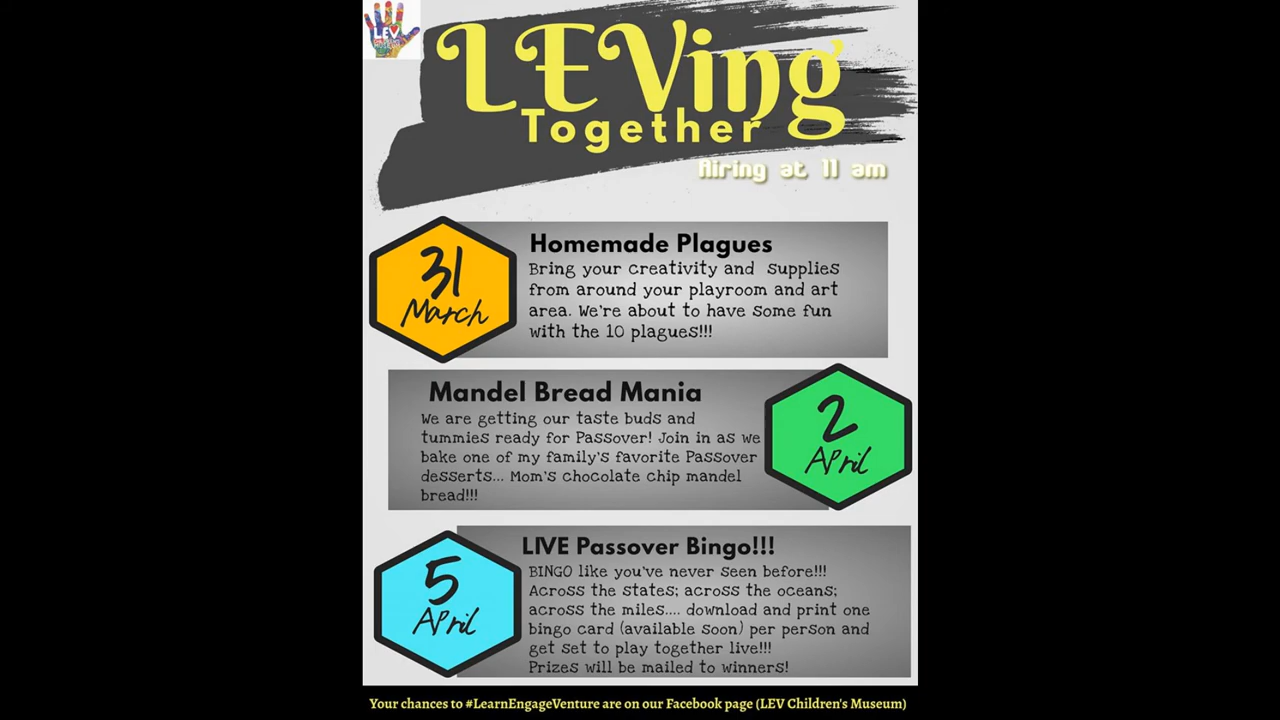 LEV
CHILDREN'S
MUSEUM
LEVing
Together
Airing at 11 am
31
March
Homemade Plagues
Bring your creativity and supplies
from around your playroom and art
area. We're about to have some fun
with the 10 plagues!!!
Mandel Bread Mania
We are getting our taste buds and
tummies ready for Passover! Join in as we
bake one of my family's favorite Passover
desserts... Mom's chocolate chip mandel
bread!!!
2
April
5
April
LIVE Passover Bingo!!!
BINGO like you've never seen before!!!
Across the states; across the oceans;
across the miles.... download and print one
bingo card (available soon) per person and
get set to play together live!!!
Prizes will be mailed to winners!
Your chances to #LearnEngageVenture are on our Facebook page (LEV Children's Museum)